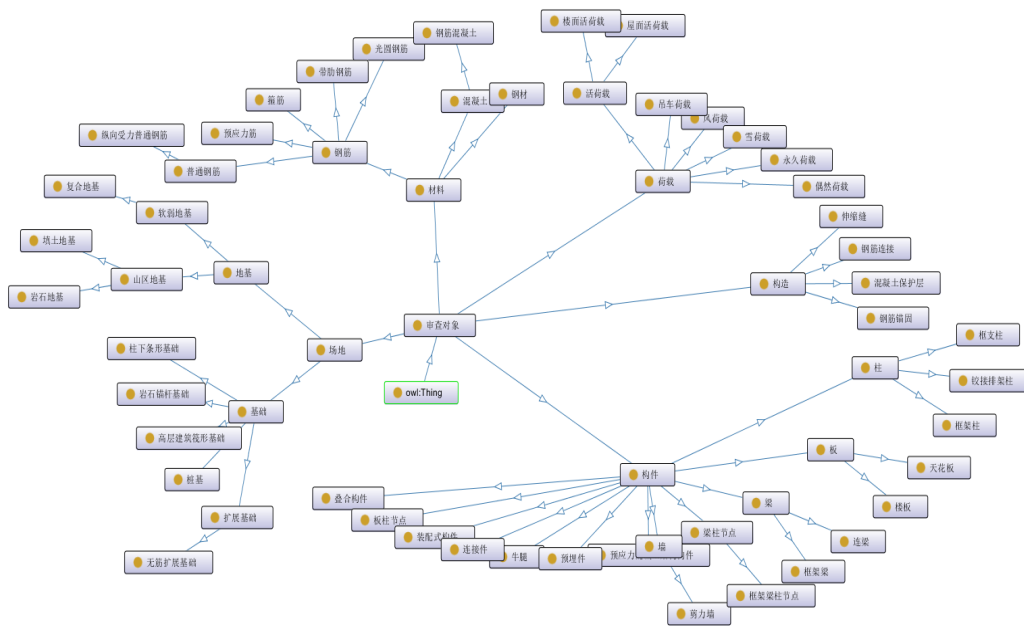 楼面活荷载
屋面活荷载
钢筋混凝土
光圆钢筋
带肋钢筋
混凝土
钢材
活荷载
箍筋
吊车荷载
风荷载
纵向受力普通钢筋
预应力筋
雪荷载
钢筋
永久荷载
普通钢筋
材料
荷载
偶然荷载
复合地基
软弱地基
伸缩缝
填土地基
钢筋连接
地基
山区地基
构造
混凝土保护层
岩石地基
钢筋锚固
审查对象
框支柱
柱下条形基础
场地
柱
铰接排架柱
岩石锚杆基础
owl:Thing
基础
框架柱
高层建筑筏形基础
板
天花板
桩基
构件
叠合构件
梁
楼板
扩展基础
板柱节点
装配式构件
梁柱节点
连梁
连接件
墙
牛腿
预埋件
预应力
构件
无筋扩展基础
框架梁
框架梁柱节点
剪力墙